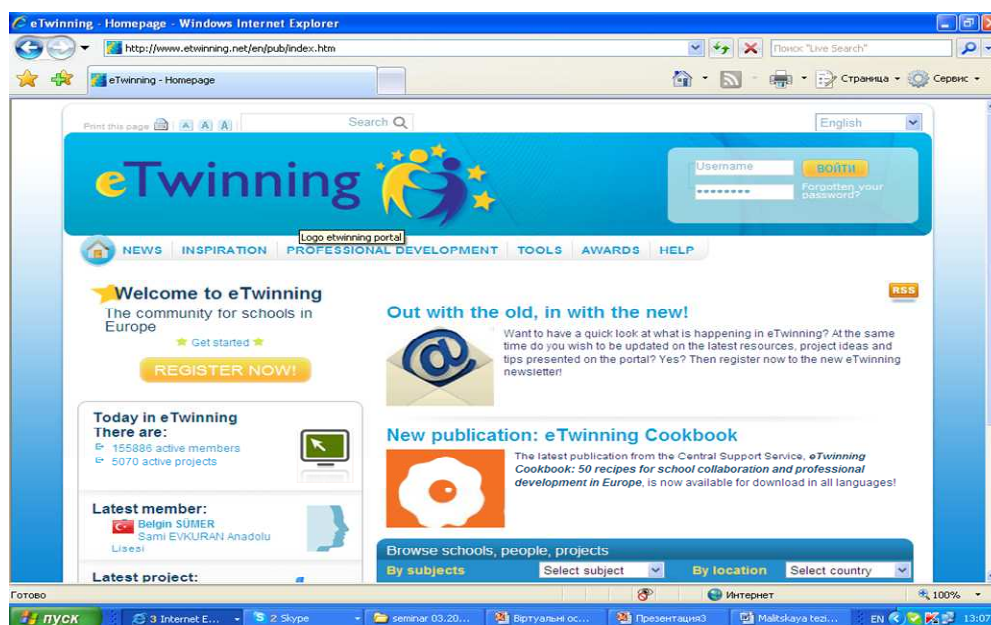 eTwinning - Homepage - Windows Internet Explorer
http://www.etwinning.net/en/pub/index.htm
Поиск "Live Search"
eTwinning - Homepage
Страница
Сервис
Print this page
A A A
Search
English
eTwinning
Username
ВОЙТИ
Forgotten your password?
Logo etwinning portal
NEWS INSPIRATION PROFESSIONAL DEVELOPMENT TOOLS AWARDS HELP
RSS
Welcome to eTwinning
The community for schools in
Europe
Get started
REGISTER NOW!
Today in eTwinning
There are:
155886 active members
5070 active projects
Latest member:
Belgin SÜMER
Sami EVKURAN Anadolu
Lisesi
Latest project:
Out with the old, in with the new!
Want to have a quick look at what is happening in eTwinning? At the same
time do you wish to be updated on the latest resources, project ideas and
tips presented on the portal? Yes? Then register now to the new eTwinning
newsletter!
New publication: eTwinning Cookbook
The latest publication from the Central Support Service, eTwinning
Cookbook: 50 recipes for school collaboration and professional
development in Europe, is now available for download in all languages!
Browse schools, people, projects
By subjects Select subject By location Select country
Готово Интернет 100%
пуск 3 Internet E... 2 Skype seminar 03.20... Віртуальні ос... Презентация3 Malitskaya tezi... EN 13:07